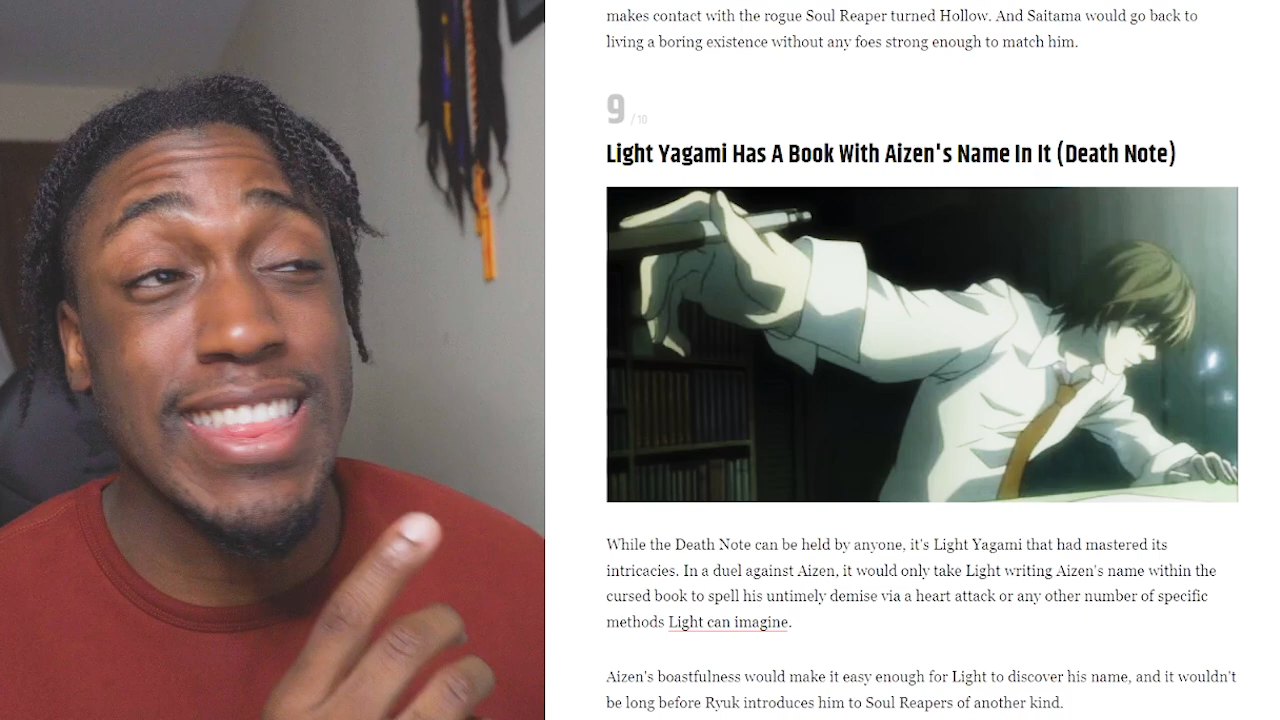 makes contact with the rogue Soul Reaper turned Hollow. And Saitama would go back to
living a boring existence without any foes strong enough to match him.
9 / 10
Light Yagami Has A Book With Aizen's Name In It (Death Note)
While the Death Note can be held by anyone, it's Light Yagami that had mastered its
intricacies. In a duel against Aizen, it would only take Light writing Aizen's name within the
cursed book to spell his untimely demise via a heart attack or any other number of specific
methods Light can imagine.
Aizen's boastfulness would make it easy enough for Light to discover his name, and it wouldn't
be long before Ryuk introduces him to Soul Reapers of another kind.